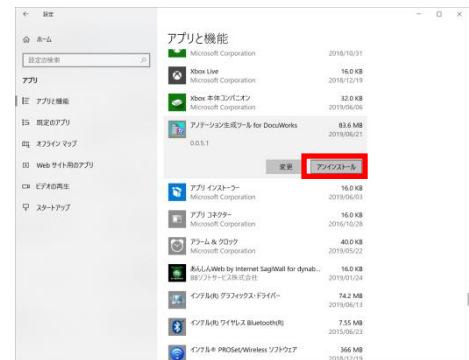 ← 設定
アプリと機能
ホーム
Microsoft Corporation 2018/10/31
設定の検索
Xbox Live 16.0 KB
Microsoft Corporation 2018/12/19
アプリ
Xbox 本体コンパニオン 32.0 KB
Microsoft Corporation 2019/06/06
アプリと機能
既定のアプリ
アノテーション生成ツール for DocuWorks 83.6 MB
2019/06/21
オフライン マップ
0.0.5.1
Web サイト用のアプリ
変更 アンインストール
ビデオの再生
アプリ インストーラー 16.0 KB
Microsoft Corporation 2019/06/03
スタートアップ
アプリ コネクター 16.0 KB
Microsoft Corporation 2016/10/28
アラーム & クロック 40.0 KB
Microsoft Corporation 2019/05/22
あんしんWeb by Internet SagiWall for dynab... 16.0 KB
BBソフトサービス株式会社 2019/01/24
インテル(R) グラフィックス・ドライバー 74.2 MB
2019/06/13
インテル(R) ワイヤレス Bluetooth(R) 7.55 MB
2015/06/23
インテル® PROSet/Wireless ソフトウェア 366 MB
2018/12/19